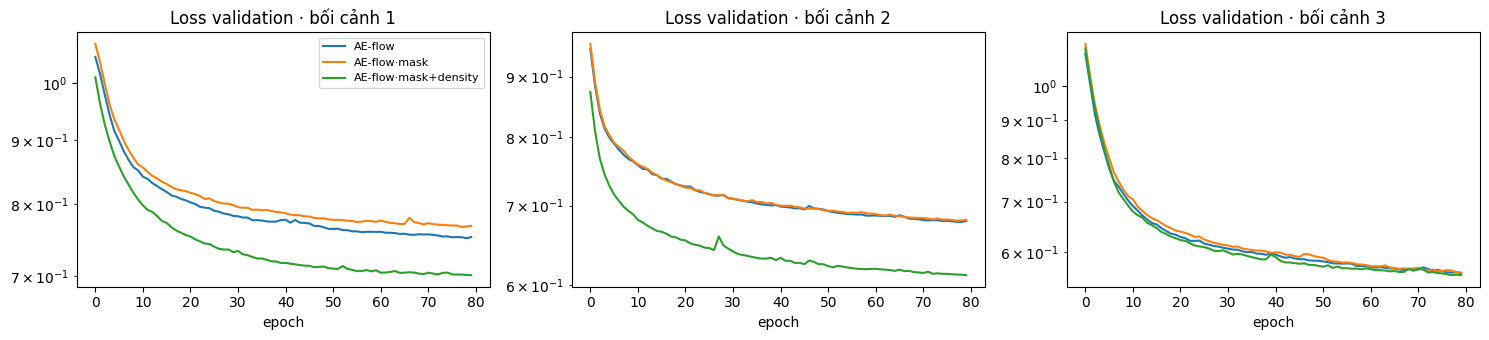 Loss validation · bối cảnh 1
AE-flow
AE-flow·mask
AE-flow·mask+density
10⁰
9 × 10⁻¹
8 × 10⁻¹
7 × 10⁻¹
0 10 20 30 40 50 60 70 80
epoch
Loss validation · bối cảnh 2
9 × 10⁻¹
8 × 10⁻¹
7 × 10⁻¹
6 × 10⁻¹
0 10 20 30 40 50 60 70 80
epoch
Loss validation · bối cảnh 3
10⁰
9 × 10⁻¹
8 × 10⁻¹
7 × 10⁻¹
6 × 10⁻¹
0 10 20 30 40 50 60 70 80
epoch